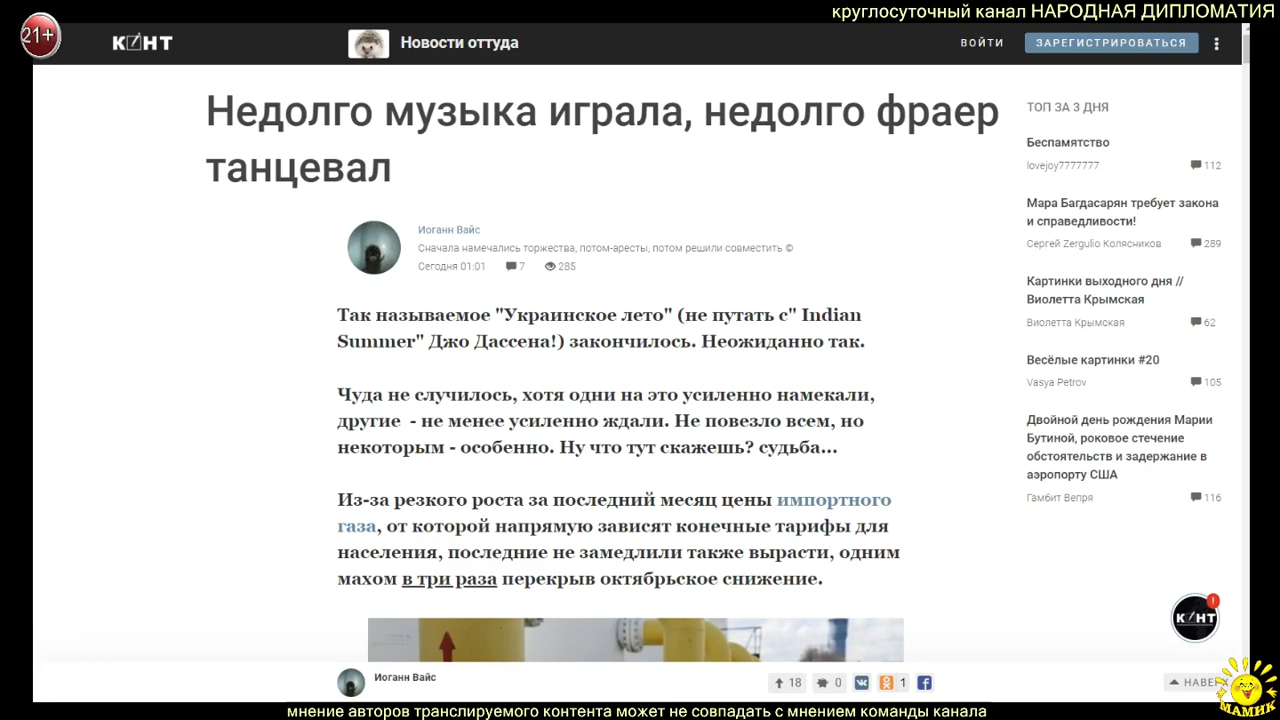 круглосуточный канал НАРОДНАЯ ДИПЛОМАТИЯ
21+
КОНТ
Новости оттуда
ВОЙТИ
ЗАРЕГИСТРИРОВАТЬСЯ
Недолго музыка играла, недолго фраер
танцевал
Иоганн Вайс
Сначала намечались торжества, потом-аресты, потом решили совместить ©
Сегодня 01:01 7 285
Так называемое "Украинское лето" (не путать с" Indian
Summer" Джо Дассена!) закончилось. Неожиданно так.
Чуда не случилось, хотя одни на это усиленно намекали,
другие - не менее усиленно ждали. Не повезло всем, но
некоторым - особенно. Ну что тут скажешь? судьба...
Из-за резкого роста за последний месяц цены импортного
газа, от которой напрямую зависят конечные тарифы для
населения, последние не замедлили также вырасти, одним
махом в три раза перекрыв октябрьское снижение.
ТОП ЗА 3 ДНЯ
Беспамятство
lovejoy7777777 112
Мара Багдасарян требует закона
и справедливости!
Сергей Zergulio Колясников 289
Картинки выходного дня //
Виолетта Крымская
Виолетта Крымская 62
Весёлые картинки #20
Vasya Petrov 105
Двойной день рождения Марии
Бутиной, роковое стечение
обстоятельств и задержание в
аэропорту США
Гамбит Вепря 116
КОНТ
!
Иоганн Вайс
18 0 1
НАВЕР
МАМИК
мнение авторов транслируемого контента может не совпадать с мнением команды канала